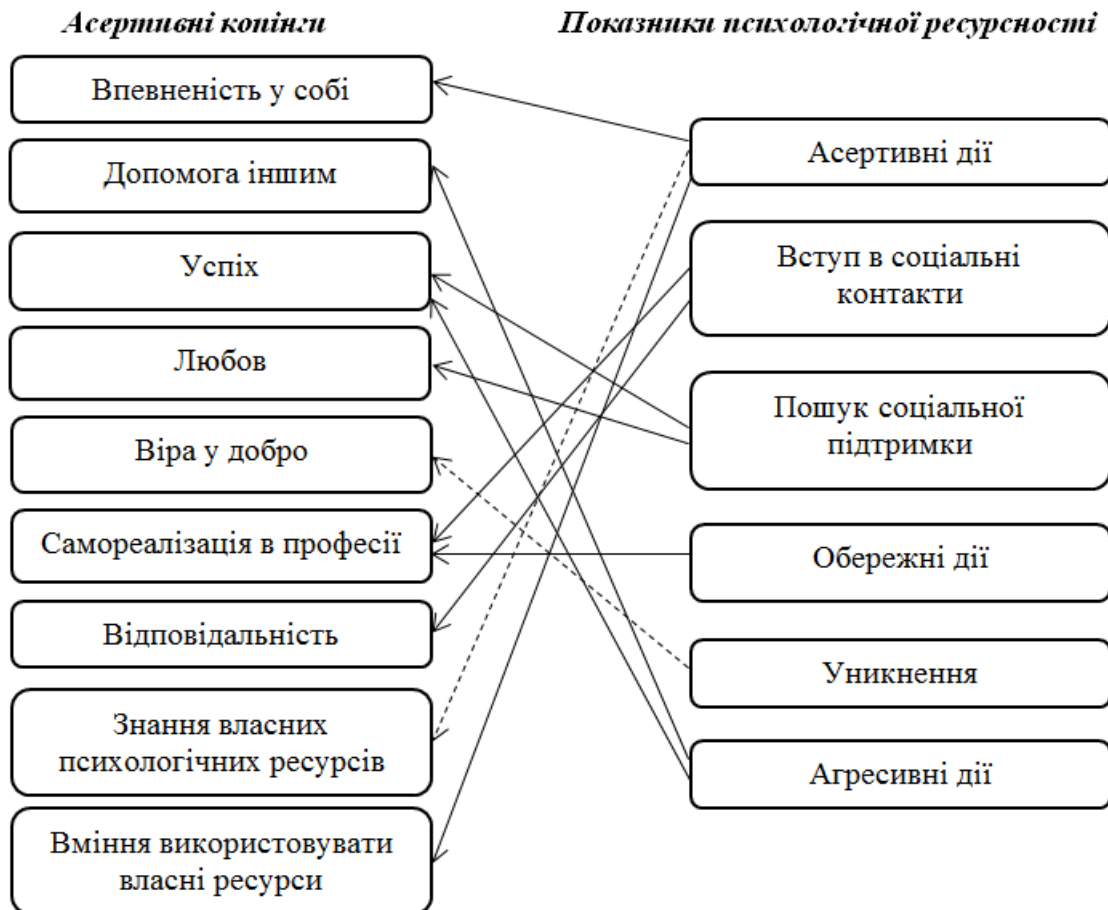 Асертивні копінги
Показники психологічної ресурсності
Впевненість у собі
Допомога іншим
Успіх
Любов
Віра у добро
Самореалізація в професії
Відповідальність
Знання власних
психологічних ресурсів
Вміння використовувати
власні ресурси
Асертивні дії
Вступ в соціальні
контакти
Пошук соціальної
підтримки
Обережні дії
Уникнення
Агресивні дії